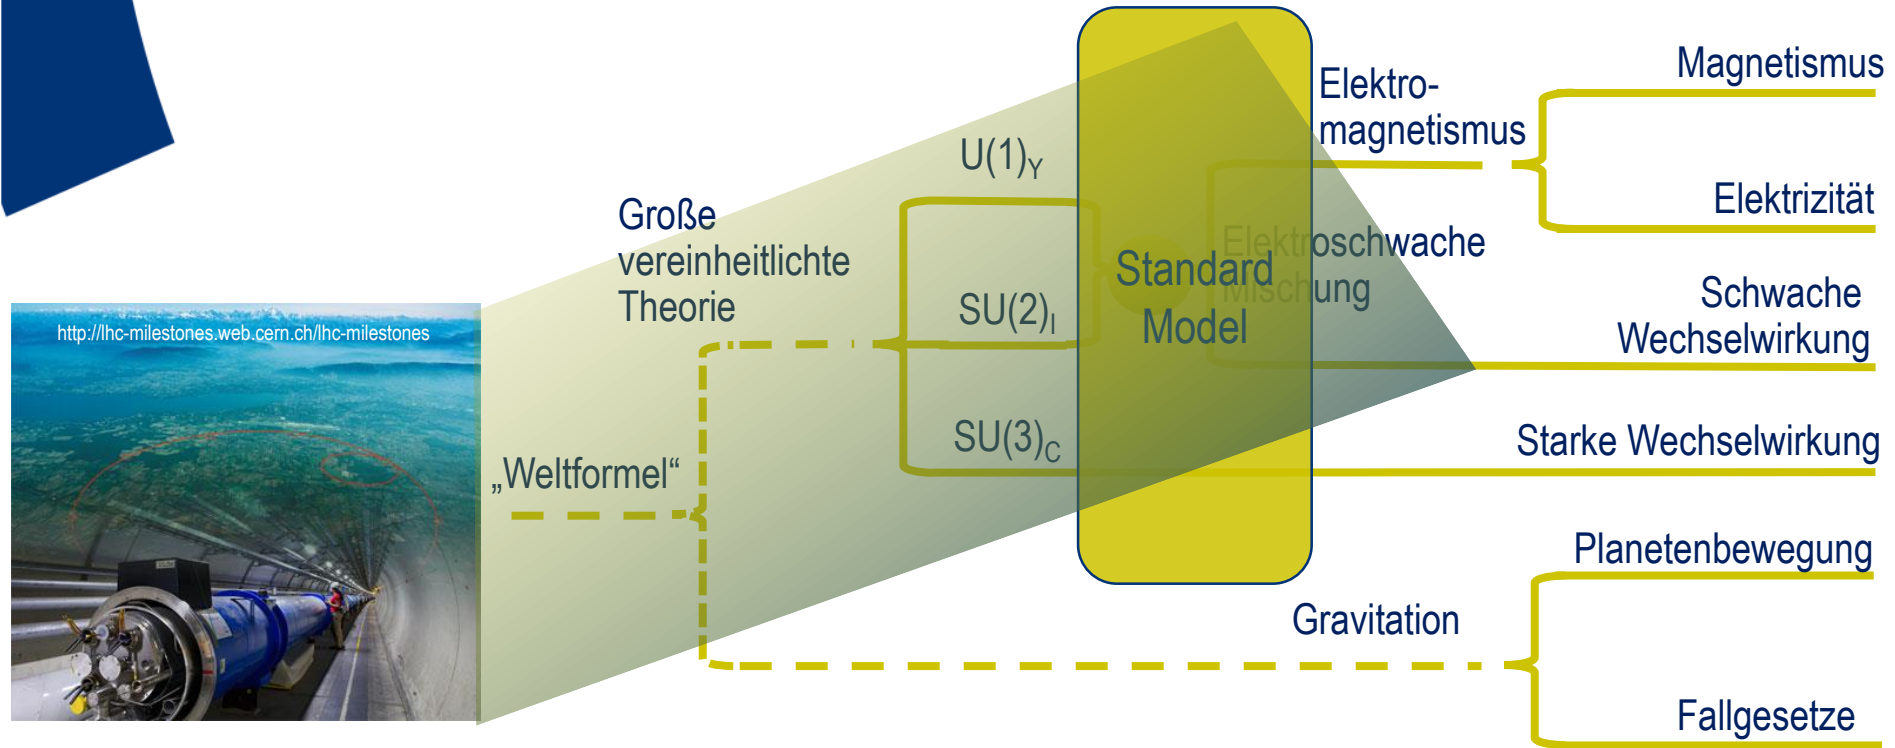 http://lhc-milestones.web.cern.ch/lhc-milestones
„Weltformel“
Große
vereinheitlichte
Theorie
U(1)Y
SU(2)I
SU(3)C
Standard
Model
Elektroschwache
Mischung
Elektro-
magnetismus
Magnetismus
Elektrizität
Schwache
Wechselwirkung
Starke Wechselwirkung
Planetenbewegung
Gravitation
Fallgesetze